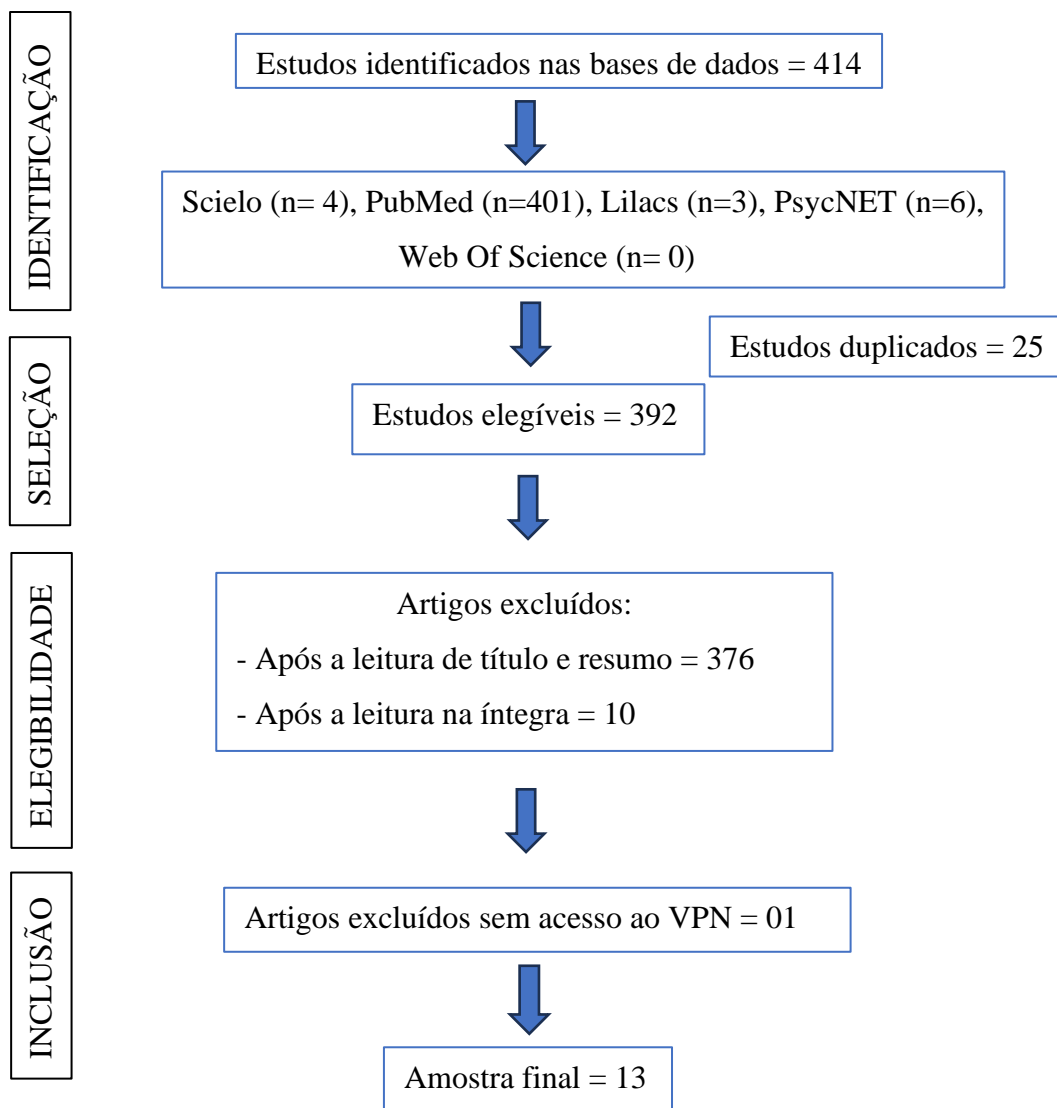 IDENTIFICAÇÃO
Estudos identificados nas bases de dados = 414
Scielo (n= 4), PubMed (n=401), Lilacs (n=3), PsycNET (n=6),
Web Of Science (n= 0)
SELEÇÃO
Estudos duplicados = 25
Estudos elegíveis = 392
ELEGIBILIDADE
Artigos excluídos:
- Após a leitura de título e resumo = 376
- Após a leitura na íntegra = 10
INCLUSÃO
Artigos excluídos sem acesso ao VPN = 01
Amostra final = 13